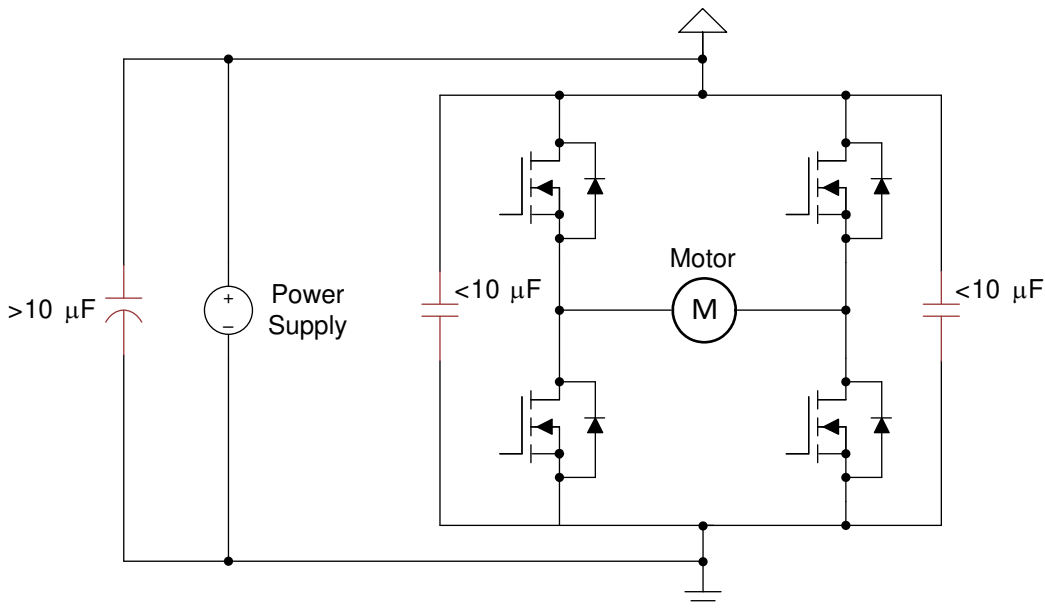 Motor
<10 μF
<10 μF
>10 μF
+
−
Power
Supply
M